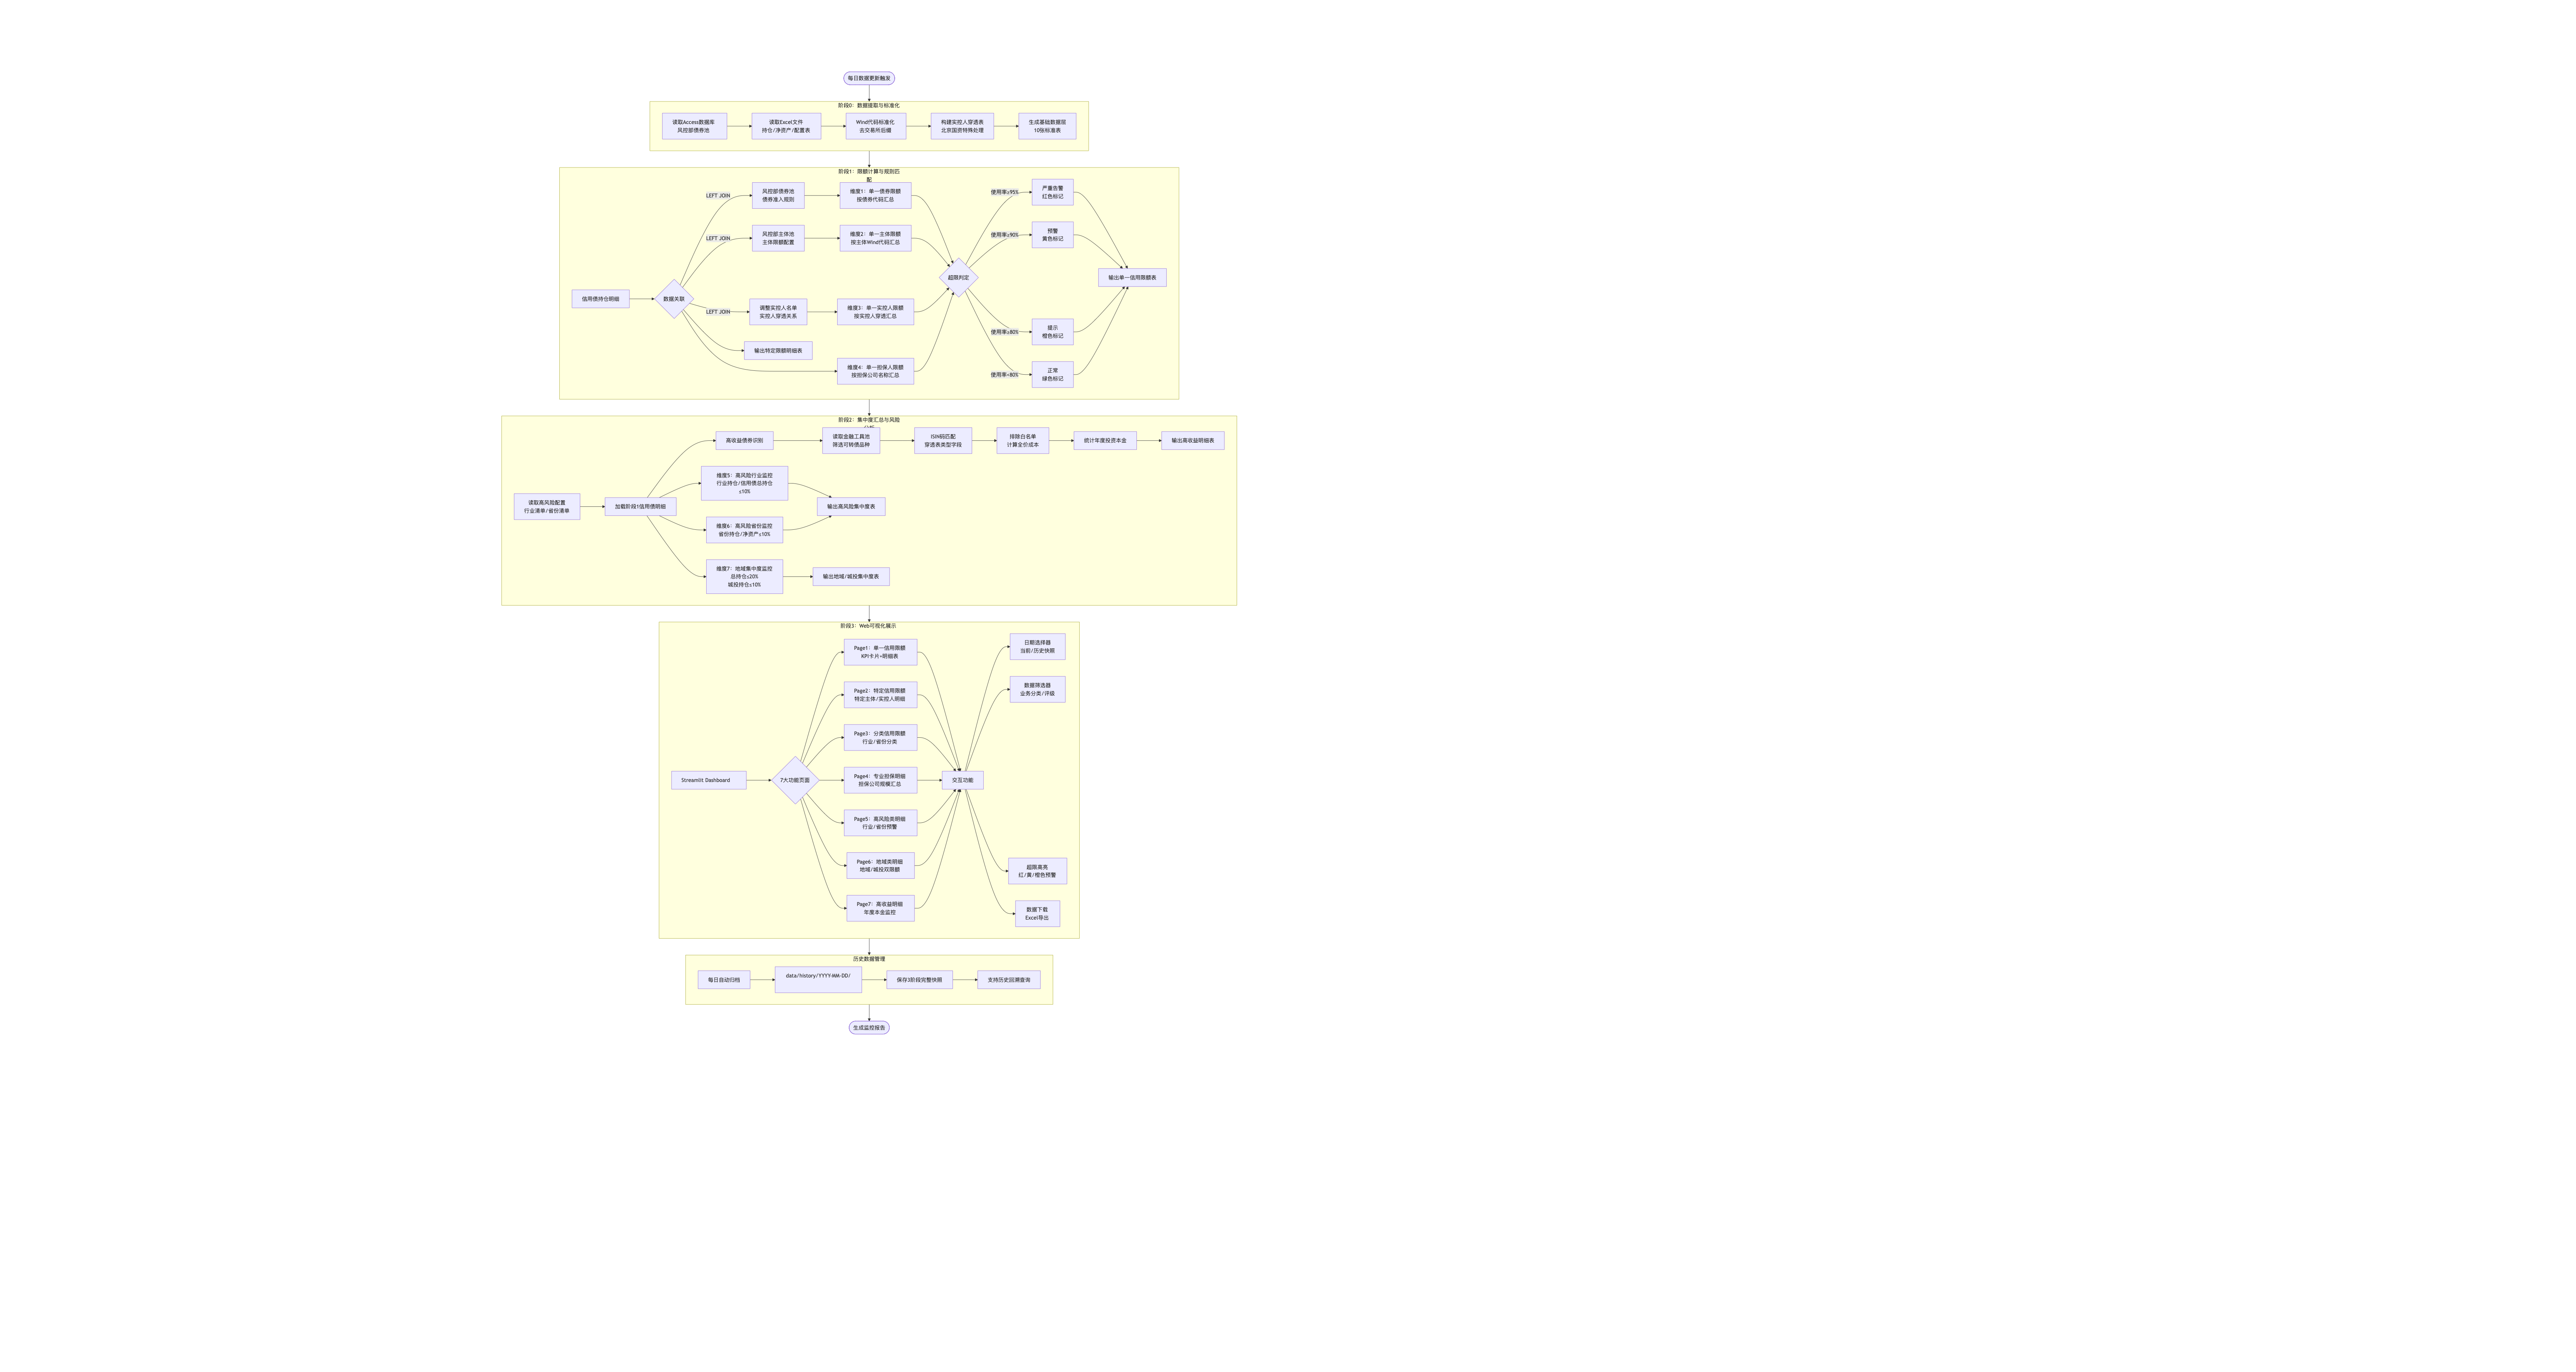 每日数据更新触发
阶段0：数据提取与标准化
读取Access数据库
风控部债券池
读取Excel文件
持仓/净资产/配置表
Wind代码标准化
去交易所后缀
构建实控人穿透表
北京国资特殊处理
生成基础数据层
10张标准表
阶段1：限额计算与规则匹
配
信用债持仓明细
数据关联
LEFT JOIN
风控部债券池
债券准入规则
维度1：单一债券限额
按债券代码汇总
LEFT JOIN
风控部主体池
主体限额配置
维度2：单一主体限额
按主体Wind代码汇总
LEFT JOIN
调整实控人名单
实控人穿透关系
维度3：单一实控人限额
按实控人穿透汇总
输出特定限额明细表
维度4：单一担保人限额
按担保公司名称汇总
超限判定
使用率≥95%
严重告警
红色标记
使用率≥90%
预警
黄色标记
使用率≥80%
提示
橙色标记
使用率<80%
正常
绿色标记
输出单一信用限额表
阶段2：集中度汇总与风险
分析
读取高风险配置
行业清单/省份清单
加载阶段1信用债明细
高收益债券识别
读取金融工具池
筛选可转债品种
ISIN码匹配
穿透表类型字段
排除白名单
计算全价成本
统计年度投资本金
输出高收益明细表
维度5：高风险行业监控
行业持仓/信用债总持仓
≤10%
维度6：高风险省份监控
省份持仓/净资产≤10%
输出高风险集中度表
维度7：地域集中度监控
总持仓≤20%
城投持仓≤10%
输出地域/城投集中度表
阶段3：Web可视化展示
Streamlit Dashboard
7大功能页面
Page1：单一信用限额
KPI卡片+明细表
Page2：特定信用限额
特定主体/实控人明细
Page3：分类信用限额
行业/省份分类
Page4：专业担保明细
担保公司规模汇总
Page5：高风险类明细
行业/省份预警
Page6：地域类明细
地域/城投双限额
Page7：高收益明细
年度本金监控
交互功能
日期选择器
当前/历史快照
数据筛选器
业务分类/评级
超限高亮
红/黄/橙色预警
数据下载
Excel导出
历史数据管理
每日自动归档
data/history/YYYY-MM-DD/
保存3阶段完整快照
支持历史回溯查询
生成监控报告